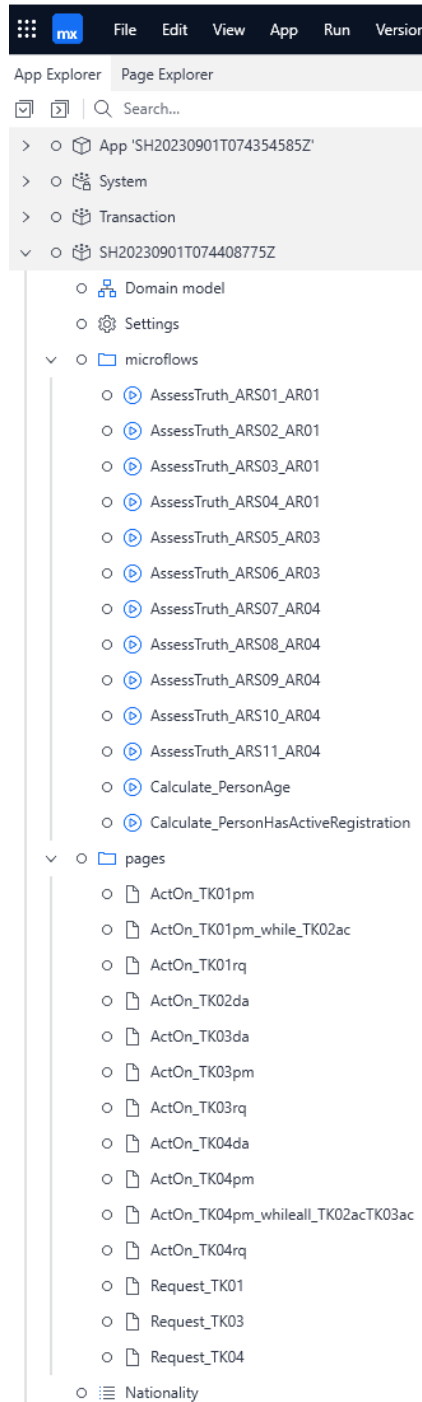 mx File Edit View App Run Version
App Explorer Page Explorer
Search...
App 'SH20230901T074354585Z'
System
Transaction
SH20230901T074408775Z
Domain model
Settings
microflows
AssessTruth_ARS01_AR01
AssessTruth_ARS02_AR01
AssessTruth_ARS03_AR01
AssessTruth_ARS04_AR01
AssessTruth_ARS05_AR03
AssessTruth_ARS06_AR03
AssessTruth_ARS07_AR04
AssessTruth_ARS08_AR04
AssessTruth_ARS09_AR04
AssessTruth_ARS10_AR04
AssessTruth_ARS11_AR04
Calculate_PersonAge
Calculate_PersonHasActiveRegistration
pages
ActOn_TK01pm
ActOn_TK01pm_while_TK02ac
ActOn_TK01rq
ActOn_TK02da
ActOn_TK03da
ActOn_TK03pm
ActOn_TK03rq
ActOn_TK04da
ActOn_TK04pm
ActOn_TK04pm_whileall_TK02acTK03ac
ActOn_TK04rq
Request_TK01
Request_TK03
Request_TK04
Nationality